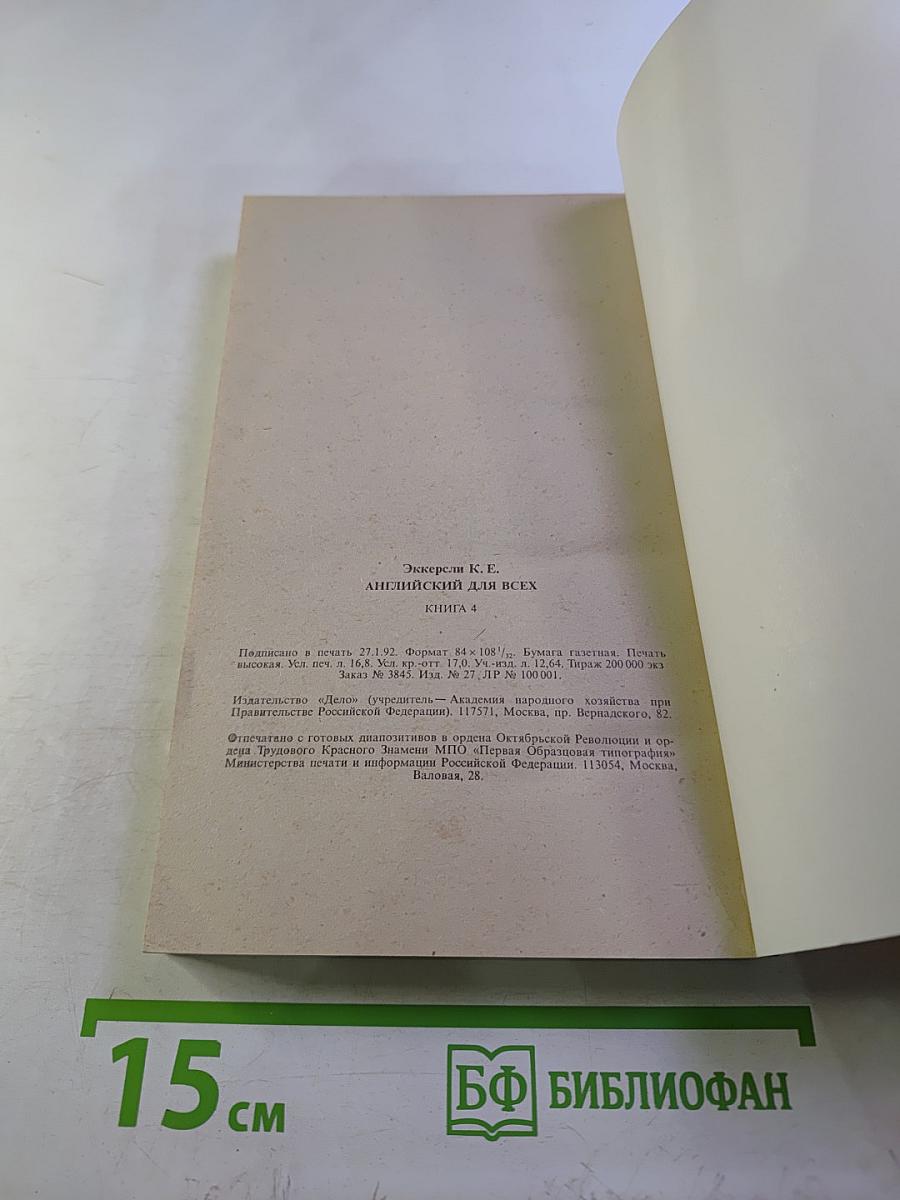 Эккерсли К. Е.
АНГЛИЙСКИЙ ДЛЯ ВСЕХ
КНИГА 4
Подписано в печать 27.1.92. Формат 84×108 1/32. Бумага газетная. Печать
высокая. Усл. печ. л. 16,8. Усл. кр.-отт. 17,0. Уч.-изд. л. 12,64. Тираж 200 000 экз
Заказ № 3845. Изд. № 27. ЛР № 100 001.
Издательство «Дело» (учредитель — Академия народного хозяйства при
Правительстве Российской Федерации). 117571, Москва, пр. Вернадского, 82.
Отпечатано с готовых диапозитивов в ордена Октябрьской Революции и ор-
дена Трудового Красного Знамени МПО «Первая Образцовая типография»
Министерства печати и информации Российской Федерации. 113054, Москва,
Валовая, 28.
15 см
БФ БИБЛИОФАН